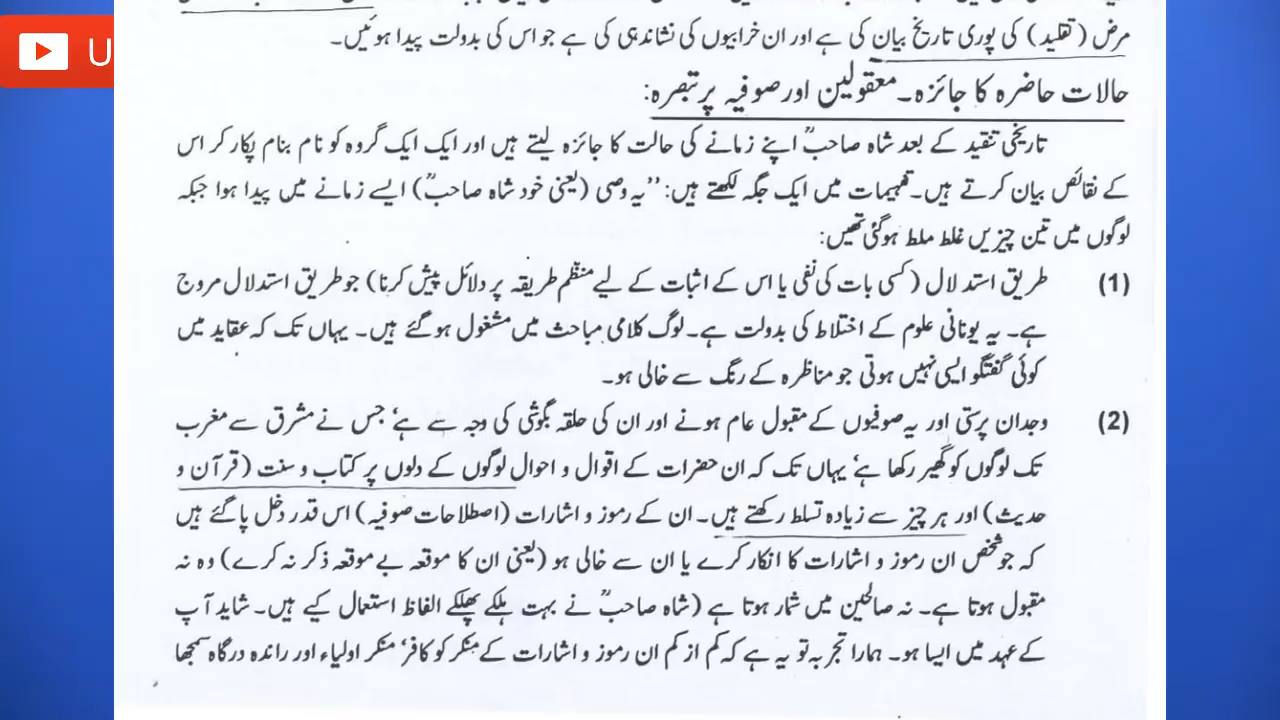 U
مرض (تقلید) کی پوری تاریخ بیان کی ہے اور ان خرابیوں کی نشاندہی کی ہے جو اس کی بدولت پیدا ہوئیں۔
حالات حاضرہ کا جائزہ۔ معقولین اور صوفیہ پر تبصرہ:
تاریخی تنقید کے بعد شاہ صاحبؒ اپنے زمانے کی حالت کا جائزہ لیتے ہیں اور ایک ایک گروہ کو نام بنام پکار کر اس
کے نقائص بیان کرتے ہیں۔ تفہیمات میں ایک جگہ لکھتے ہیں: ’’یہ وصی (یعنی خود شاہ صاحبؒ) ایسے زمانے میں پیدا ہوا جبکہ
لوگوں میں تین چیزیں غلط ملط ہوگئی تھیں:
(1) طریق استدلال (کسی بات کی نفی یا اس کے اثبات کے لیے منظم طریقہ پر دلائل پیش کرنا) جو طریق استدلال مروج
ہے۔ یہ یونانی علوم کے اختلاط کی بدولت ہے۔ لوگ کلامی مباحث میں مشغول ہوگئے ہیں۔ یہاں تک کہ عقاید میں
کوئی گفتگو ایسی نہیں ہوتی جو مناظرہ کے رنگ سے خالی ہو۔
(2) وجدان پرستی اور یہ صوفیوں کے مقبول عام ہونے اور ان کی حلقہ بگوشی کی وجہ سے ہے‘ جس نے مشرق سے مغرب
تک لوگوں کو گھیر رکھا ہے‘ یہاں تک کہ ان حضرات کے اقوال و احوال لوگوں کے دلوں پر کتاب و سنت (قرآن و
حدیث) اور ہر چیز سے زیادہ تسلط رکھتے ہیں۔ ان کے رموز و اشارات (اصطلاحات صوفیہ) اس قدر دخل پاگئے ہیں
کہ جو شخص ان رموز و اشارات کا انکار کرے یا ان سے خالی ہو (یعنی ان کا موقعہ بے موقعہ ذکر نہ کرے) وہ نہ
مقبول ہوتا ہے۔ نہ صالحین میں شمار ہوتا ہے (شاہ صاحبؒ نے بہت ہلکے پھلکے الفاظ استعمال کیے ہیں۔ شاید آپ
کے عہد میں ایسا ہو۔ ہمارا تجربہ تو یہ ہے کہ کم از کم ان رموز و اشارات کے منکر کو کافر‘ منکر اولیاء اور راندہ درگاہ سمجھا